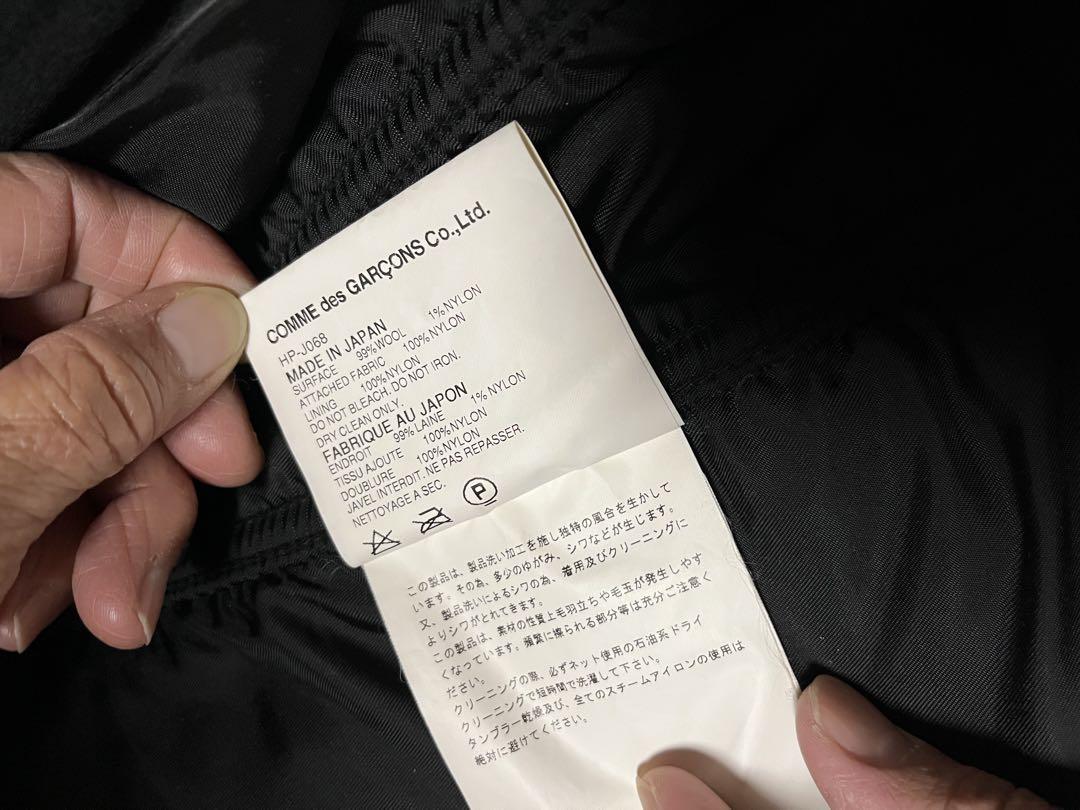 COMME des GARÇONS Co.,Ltd.
HP-J068
MADE IN JAPAN
SURFACE 99%WOOL 1%NYLON
ATTACHED FABRIC 100%NYLON
LINING 100%NYLON
DO NOT BLEACH. DO NOT IRON.
DRY CLEAN ONLY.
FABRIQUE AU JAPON
ENDROIT 99%LAINE 1%NYLON
TISSU AJOUTE 100%NYLON
DOUBLURE 100%NYLON
JAVEL INTERDIT. NE PAS REPASSER.
NETTOYAGE A SEC.
P
この製品は、製品洗い加工を施し独特の風合を生かして
います。その為、多少のゆがみ、シワなどが生じます。
又、製品洗いによるシワの為、着用及びクリーニングに
よりシワがとれてきます。
この製品は、素材の性質上毛羽立ちや毛玉が発生しやす
くなっています。頻繁に擦られる部分等は充分ご注意く
ださい。
クリーニングの際、必ずネット使用の石油系ドライ
クリーニングで短時間で洗濯して下さい。
タンブラー乾燥及び、全てのスチームアイロンの使用は
絶対に避けてください。